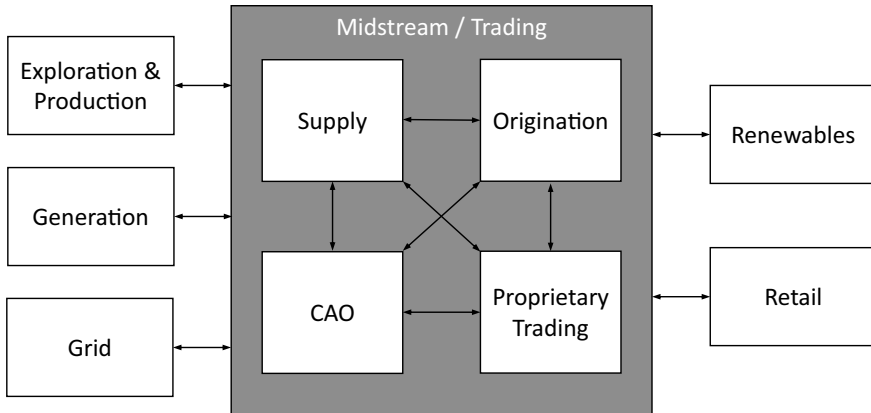 Midstream / Trading
Exploration &
Production
Generation
Grid
Supply
Origination
CAO
Proprietary
Trading
Renewables
Retail